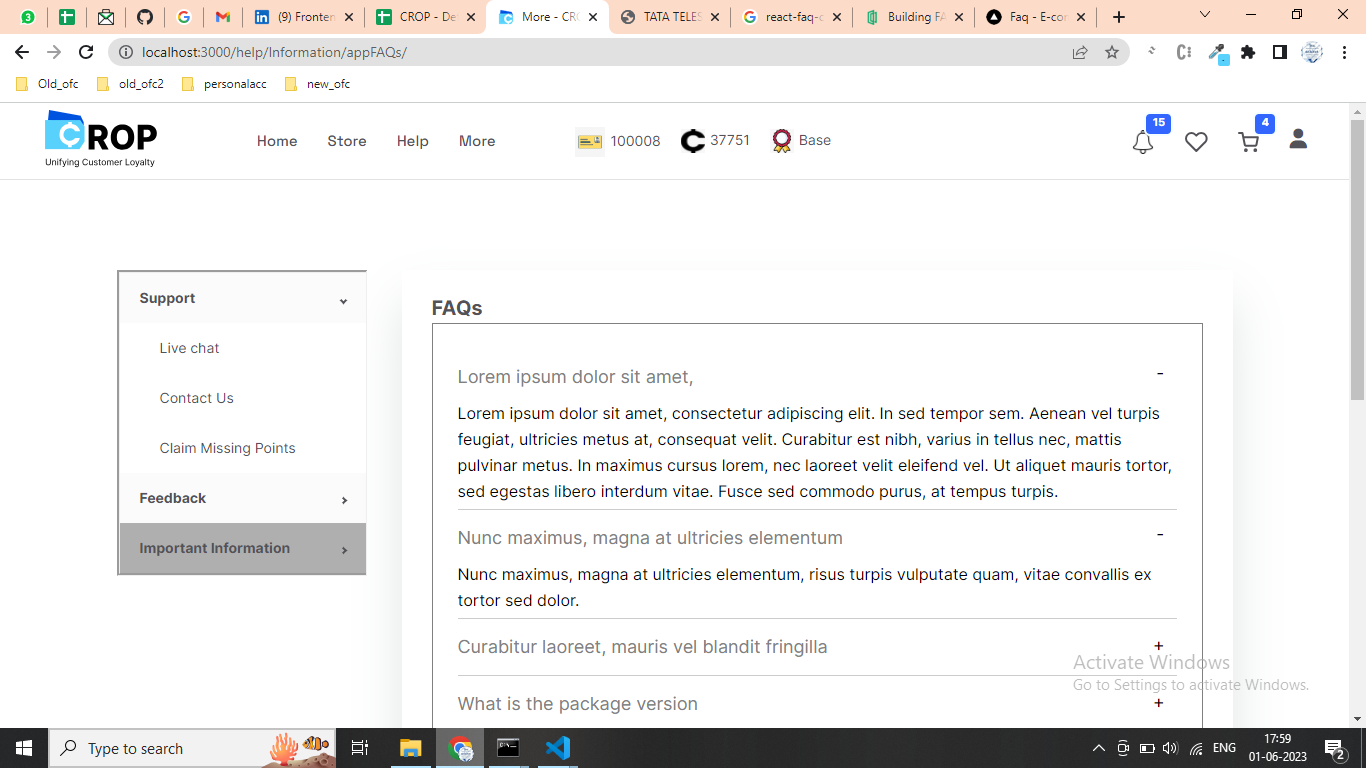 3
(9) Fronten
CROP - De
More - CRO
TATA TELES
react-faq-c
Building FA
Faq - E-com
localhost:3000/help/Information/appFAQs/
Old_ofc
old_ofc2
personalacc
new_ofc
CROP
Unifying Customer Loyalty
Home
Store
Help
More
100008
37751
Base
15
4
Support
Live chat
Contact Us
Claim Missing Points
Feedback
Important Information
FAQs
Lorem ipsum dolor sit amet, -
Lorem ipsum dolor sit amet, consectetur adipiscing elit. In sed tempor sem. Aenean vel turpis
feugiat, ultricies metus at, consequat velit. Curabitur est nibh, varius in tellus nec, mattis
pulvinar metus. In maximus cursus lorem, nec laoreet velit eleifend vel. Ut aliquet mauris tortor,
sed egestas libero interdum vitae. Fusce sed commodo purus, at tempus turpis.
Nunc maximus, magna at ultricies elementum -
Nunc maximus, magna at ultricies elementum, risus turpis vulputate quam, vitae convallis ex
tortor sed dolor.
Curabitur laoreet, mauris vel blandit fringilla +
What is the package version +
Activate Windows
Go to Settings to activate Windows.
Type to search
ENG
17:59
01-06-2023
2